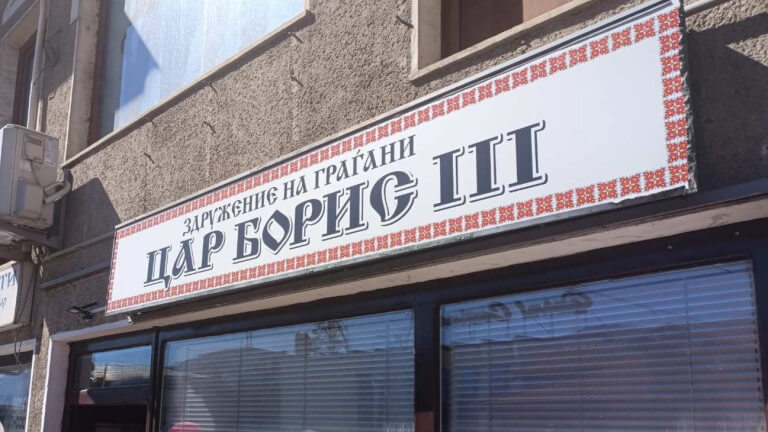 ЗДРУЖЕНИЕ НА ГРАЃАНИ
ЦАР БОРИС III